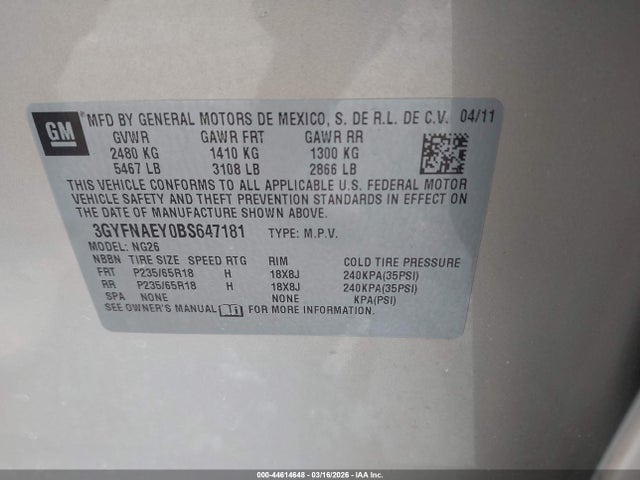 GM
MFD BY GENERAL MOTORS DE MEXICO, S. DE R.L. DE C.V. 04/11
GVWR GAWR FRT GAWR RR
2480 KG 1410 KG 1300 KG
5467 LB 3108 LB 2866 LB
THIS VEHICLE CONFORMS TO ALL APPLICABLE U.S. FEDERAL MOTOR
VEHICLE SAFETY AND THEFT PREVENTION STANDARDS IN EFFECT ON
THE DATE OF MANUFACTURE SHOWN ABOVE.
3GYFNAEY0BS647181 TYPE: M.P.V.
MODEL: NG26
NBBN TIRE SIZE SPEED RTG RIM COLD TIRE PRESSURE
FRT P235/65R18 H 18X8J 240KPA(35PSI)
RR P235/65R18 H 18X8J 240KPA(35PSI)
SPA NONE NONE KPA(PSI)
SEE OWNER'S MANUAL FOR MORE INFORMATION.
000-44614648 - 03/16/2026 - IAA Inc.